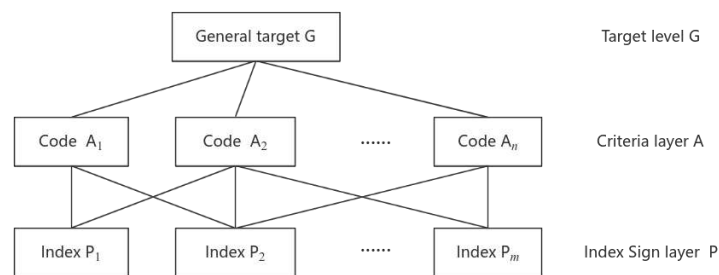 General target G
Target level G
Code A₁
Code A₂
......
Code Aₙ
Criteria layer A
Index P₁
Index P₂
......
Index Pₘ
Index Sign layer P